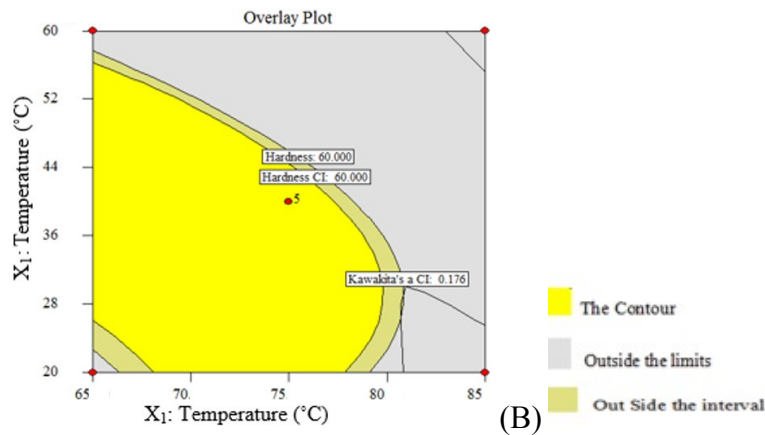 Overlay Plot
60
52
44
36
28
20
X₁: Temperature (°C)
Hardness: 60.000
Hardness CI: 60.000
5
Kawakita's a CI: 0.176
65
70.
75
80
85
X₁: Temperature (°C)
(B)
The Contour
Outside the limits
Out Side the interval